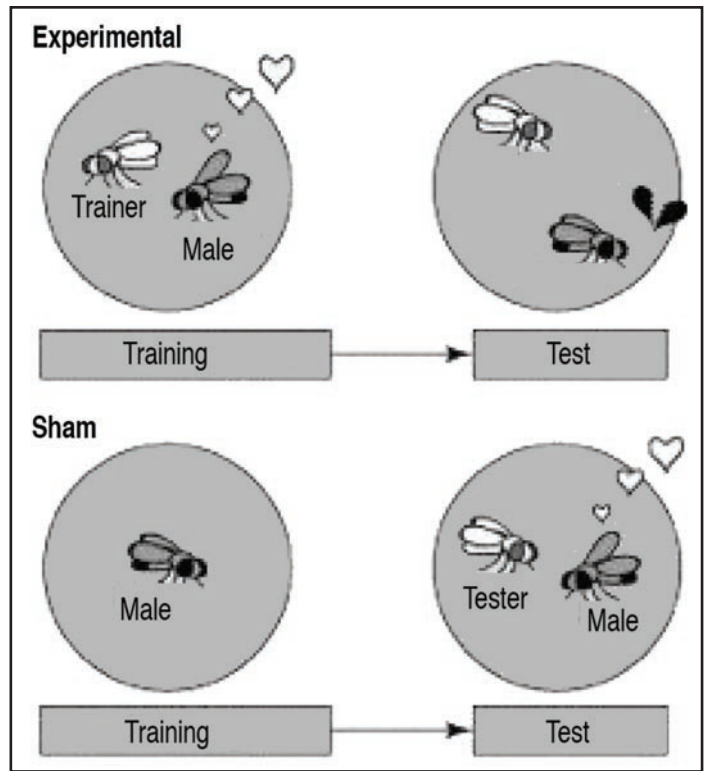 Experimental
Trainer
Male
Training
Test
Sham
Male
Tester
Male
Training
Test